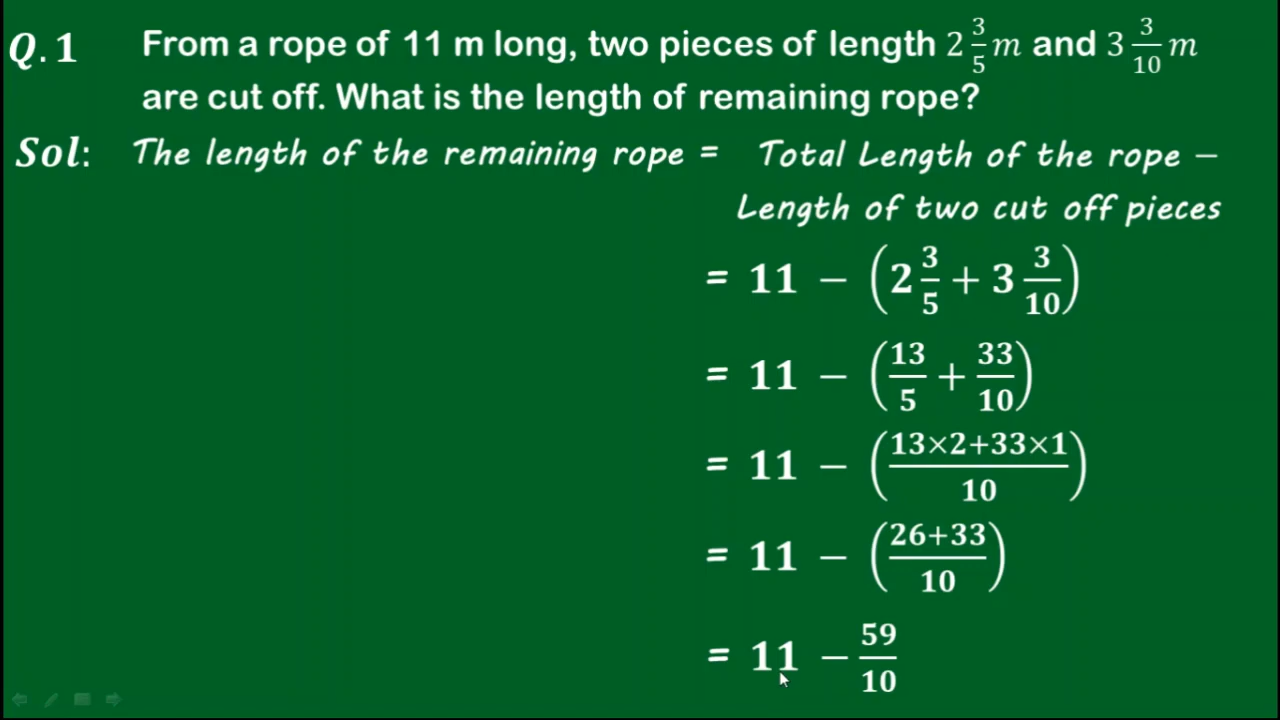 Q.1 From a rope of 11 m long, two pieces of length 2 3/5 m and 3 3/10 m
are cut off. What is the length of remaining rope?
Sol: The length of the remaining rope = Total Length of the rope −
Length of two cut off pieces
= 11 − (2 3/5 + 3 3/10)
= 11 − (13/5 + 33/10)
= 11 − ((13×2+33×1)/10)
= 11 − ((26+33)/10)
= 11 − 59/10